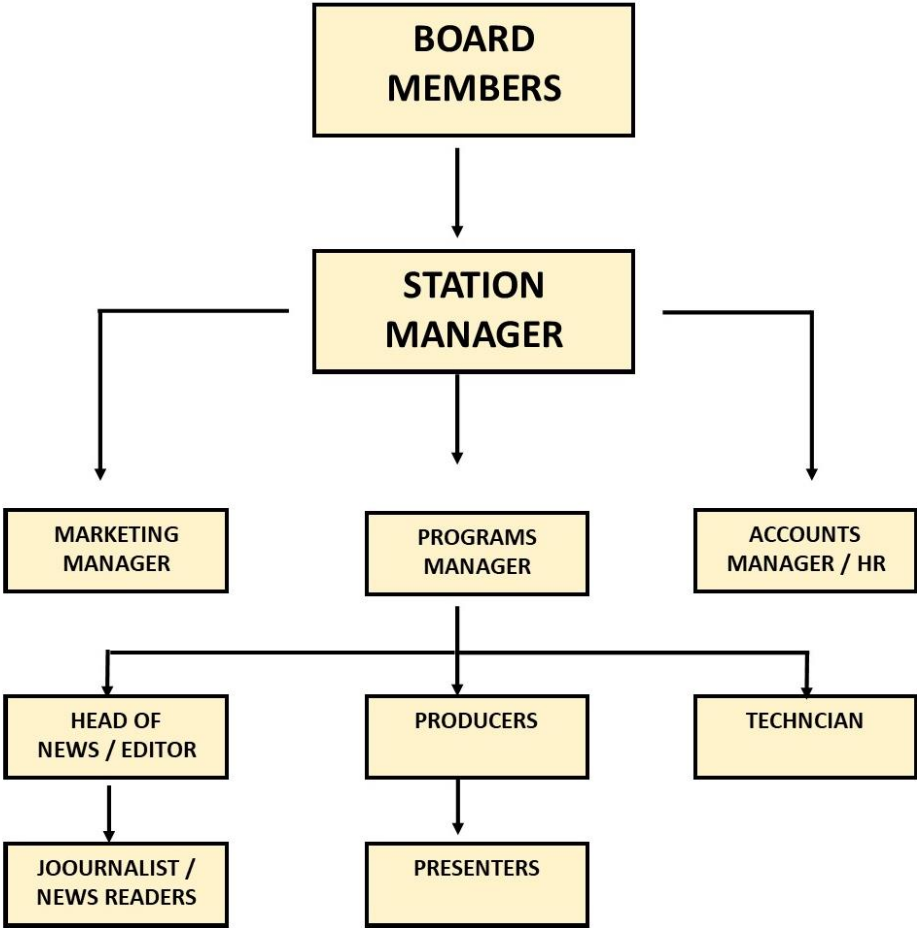 BOARD
MEMBERS
STATION
MANAGER
MARKETING
MANAGER
PROGRAMS
MANAGER
ACCOUNTS
MANAGER / HR
HEAD OF
NEWS / EDITOR
PRODUCERS
TECHNCIAN
JOOURNALIST /
NEWS READERS
PRESENTERS